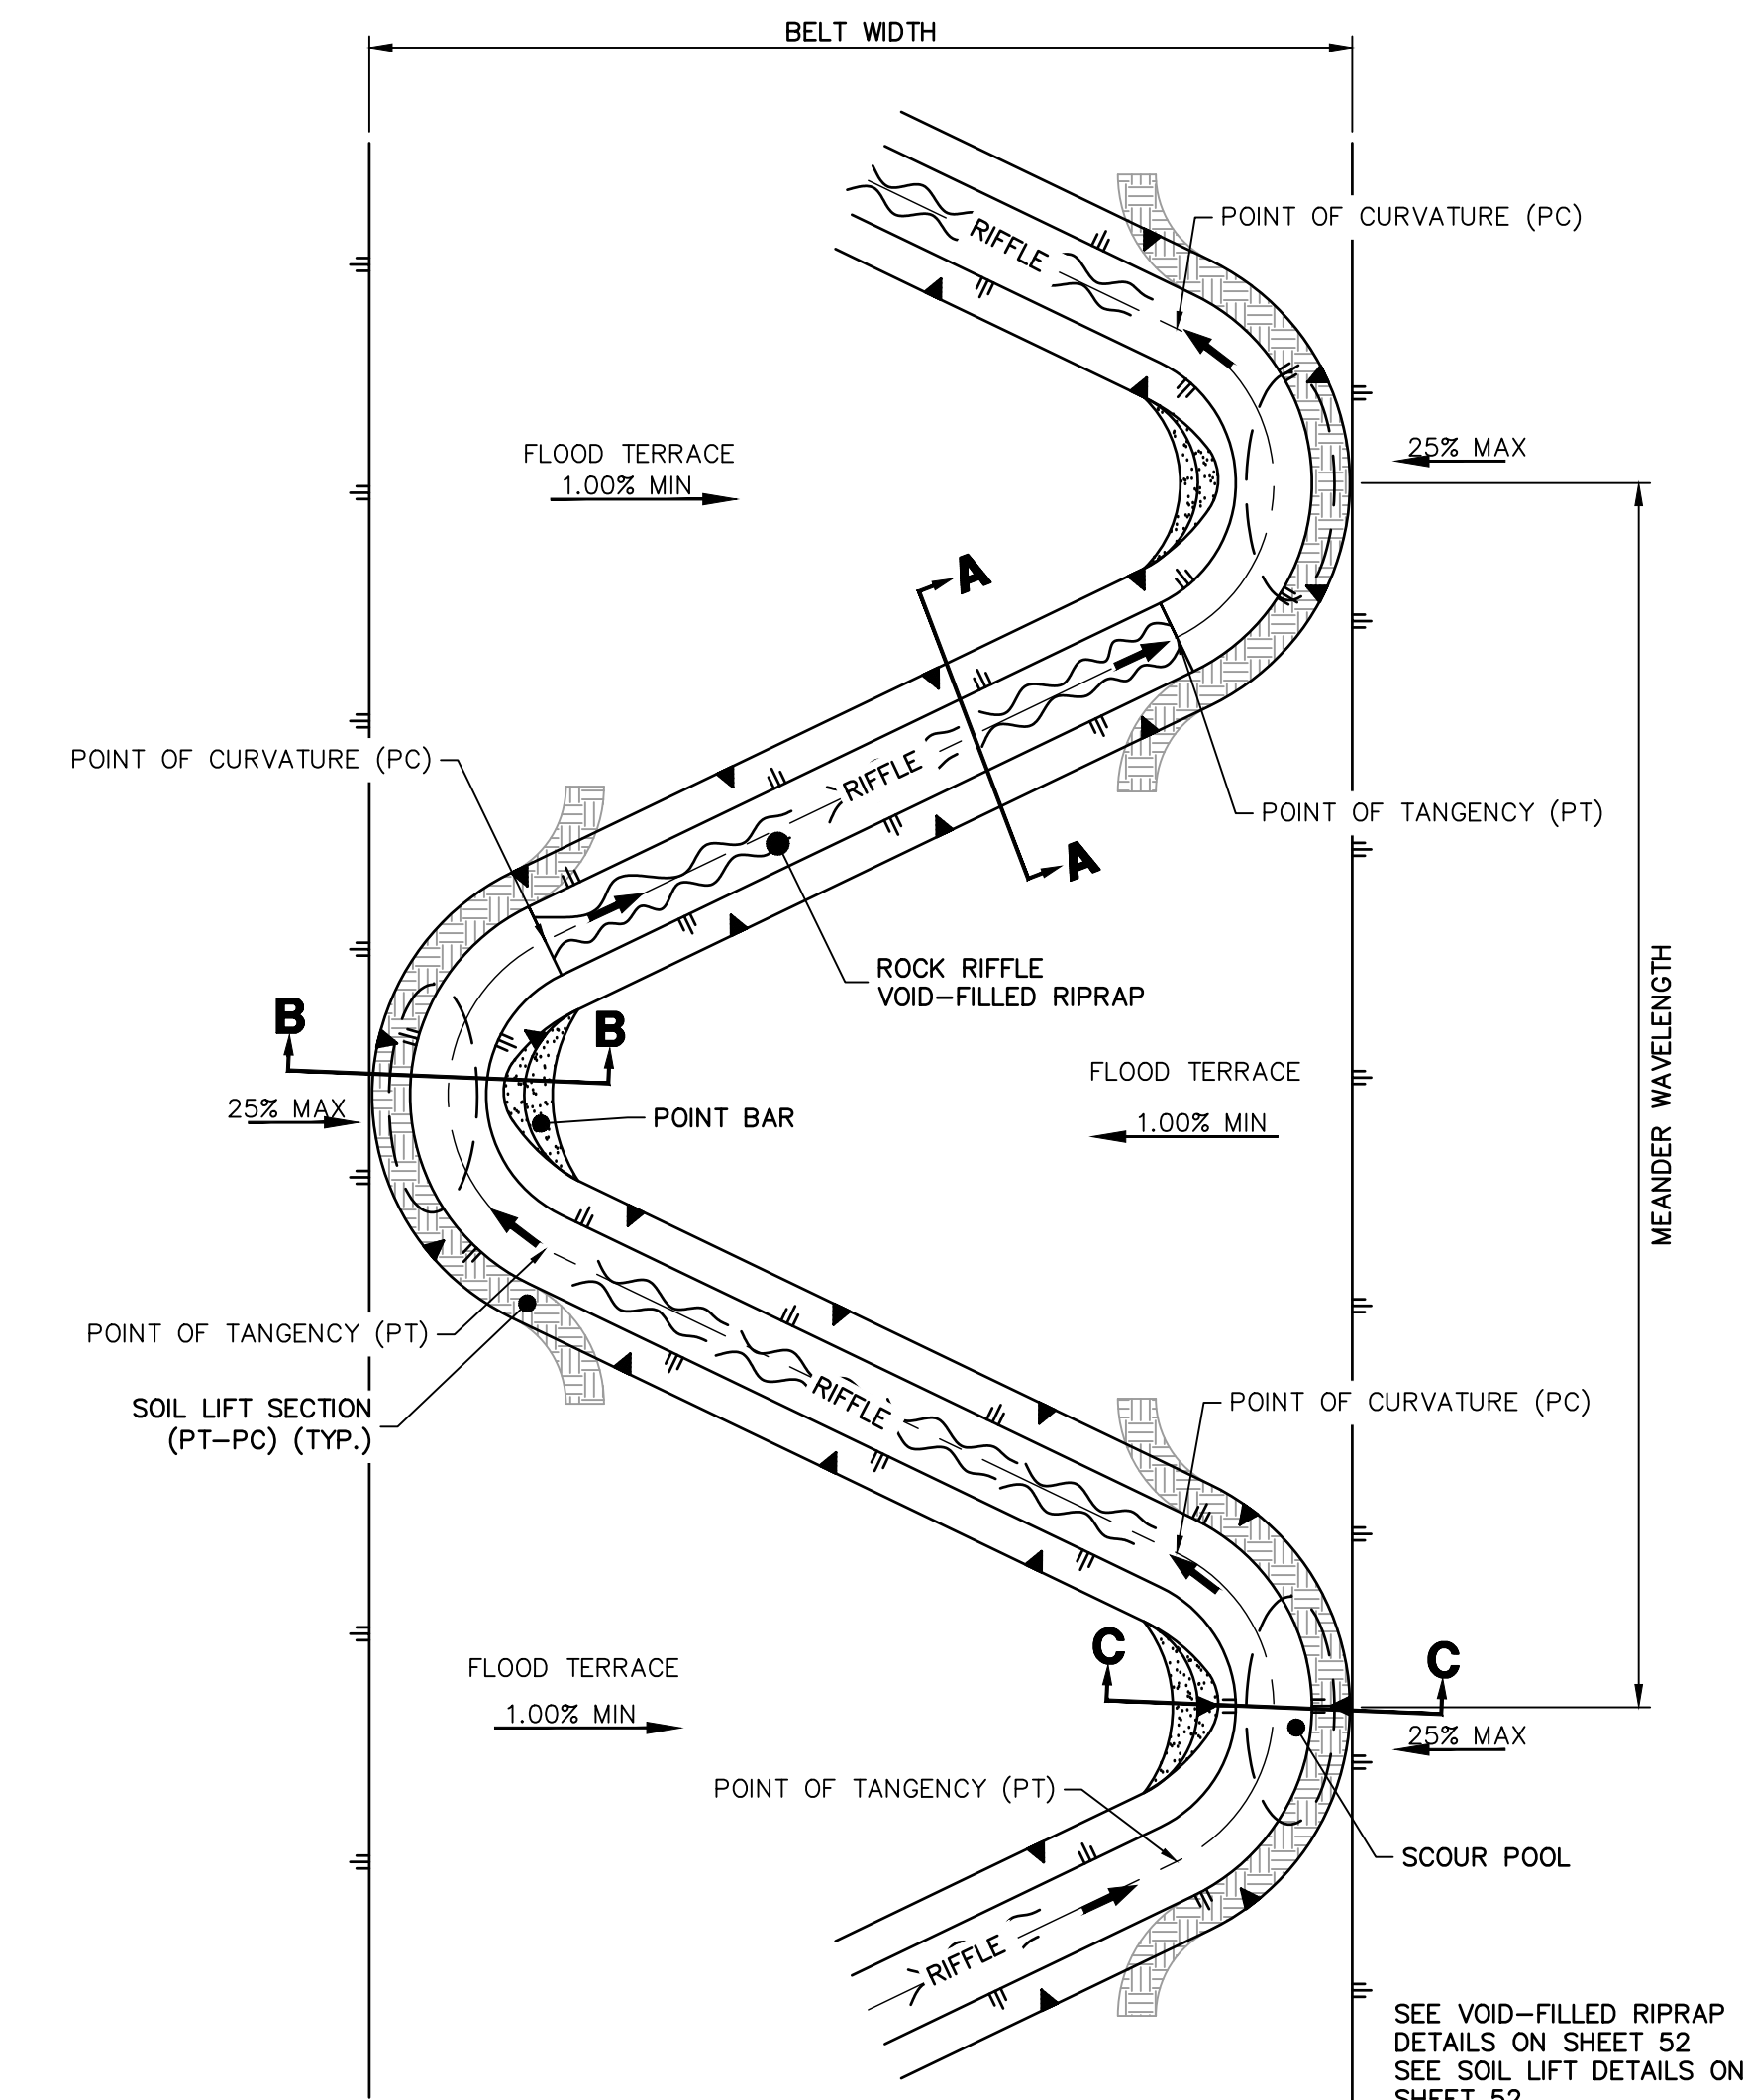 BELT WIDTH
POINT OF CURVATURE (PC)
RIFFLE
FLOOD TERRACE
1.00% MIN
25% MAX
A
POINT OF CURVATURE (PC)
RIFFLE
POINT OF TANGENCY (PT)
A
ROCK RIFFLE
VOID-FILLED RIPRAP
MEANDER WAVELENGTH
B
B
FLOOD TERRACE
1.00% MIN
25% MAX
POINT BAR
POINT OF TANGENCY (PT)
RIFFLE
POINT OF CURVATURE (PC)
SOIL LIFT SECTION
(PT-PC) (TYP.)
C
C
FLOOD TERRACE
1.00% MIN
25% MAX
POINT OF TANGENCY (PT)
SCOUR POOL
RIFFLE
SEE VOID-FILLED RIPRAP
DETAILS ON SHEET 52
SEE SOIL LIFT DETAILS ON
SHEET 52